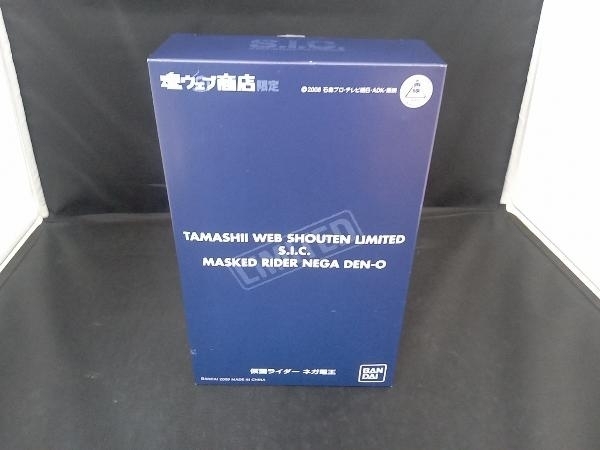 S.I.C.
魂ウェブ商店限定
©2008 石森プロ・テレビ朝日・ADK・東映
TAMASHII WEB SHOUTEN LIMITED
S.I.C.
LIMITED
MASKED RIDER NEGA DEN-O
仮面ライダー ネガ電王
BANDAI 2009 MADE IN CHINA
BAN
DAI